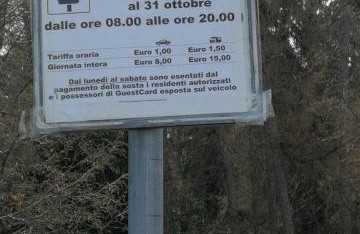 al 31 ottobre
dalle ore 08.00 alle ore 20.00
Tariffa oraria Euro 1,00 Euro 1,50
Giornata intera Euro 8,00 Euro 15,00
Dal lunedì al sabato sono esentati dal
pagamento della sosta i residenti autorizzati
e i possessori di GuestCard esposta sul veicolo